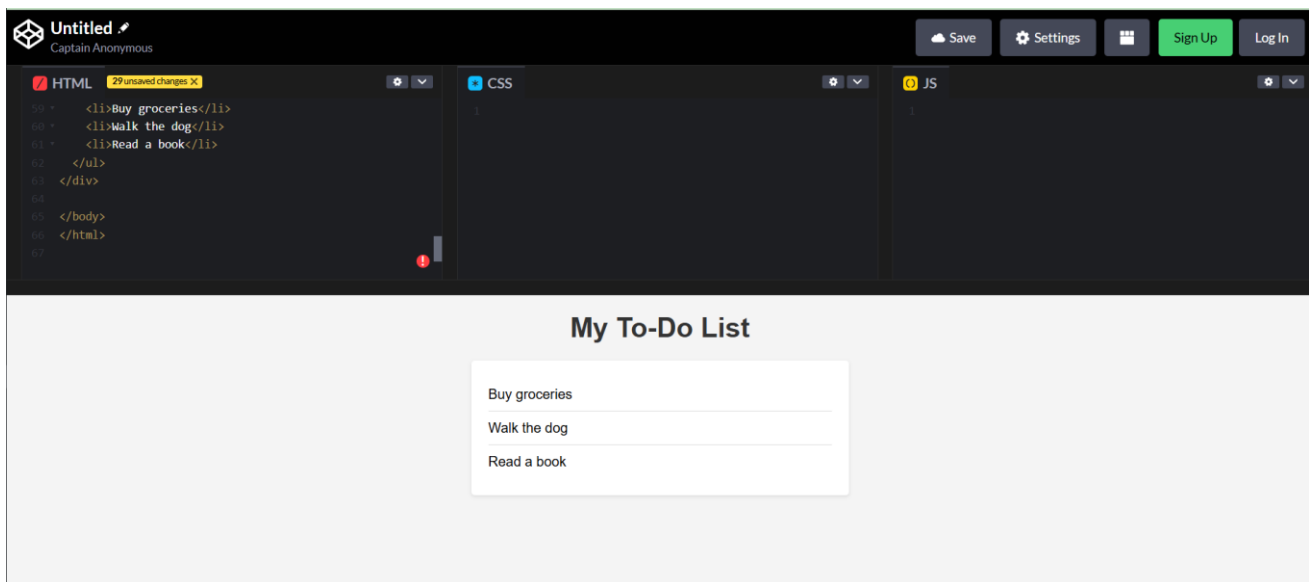 Untitled
Captain Anonymous
Save
Settings
Sign Up
Log In
HTML
29 unsaved changes X
CSS
JS
59 <li>Buy groceries</li>
60 <li>Walk the dog</li>
61 <li>Read a book</li>
62 </ul>
63 </div>
64
65 </body>
66 </html>
67
1
1
My To-Do List
Buy groceries
Walk the dog
Read a book